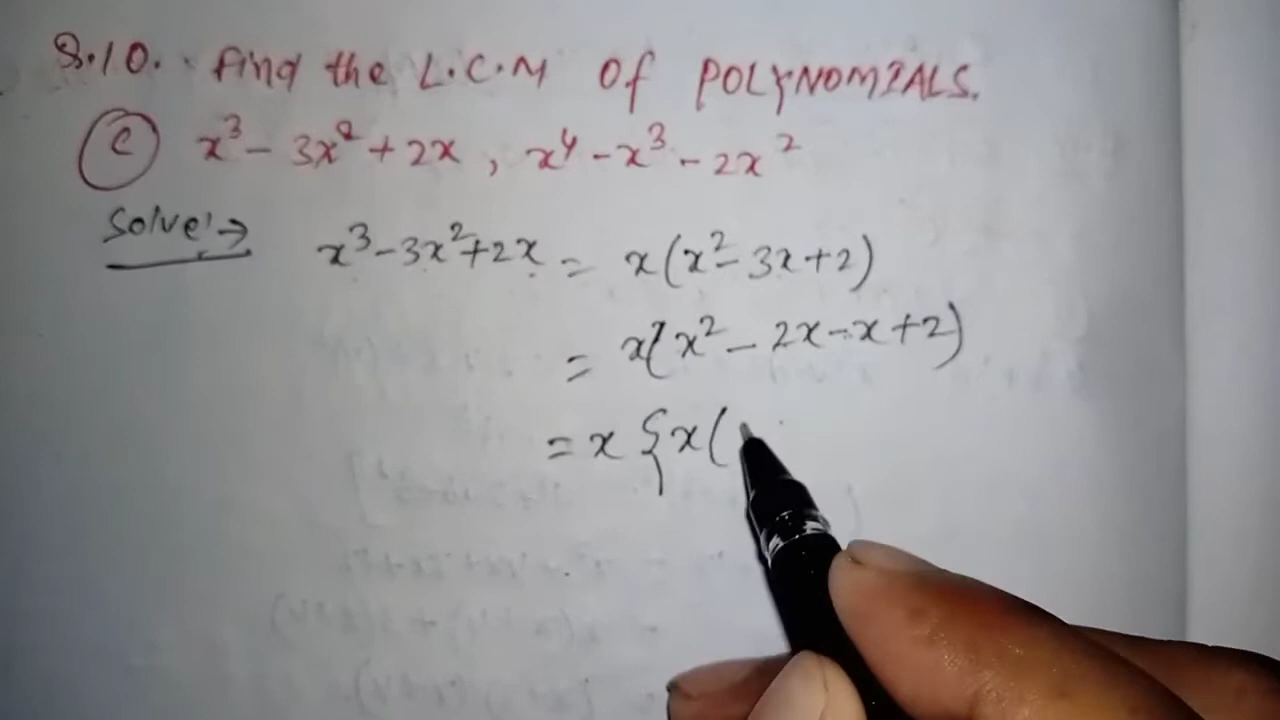 Q.10. Find the L.C.M OF POLYNOMIALS.
(c) x³ - 3x² + 2x , x⁴ - x³ - 2x²
Solve:→ x³ - 3x² + 2x = x(x² - 3x + 2)
= x(x² - 2x - x + 2)
= x{x(